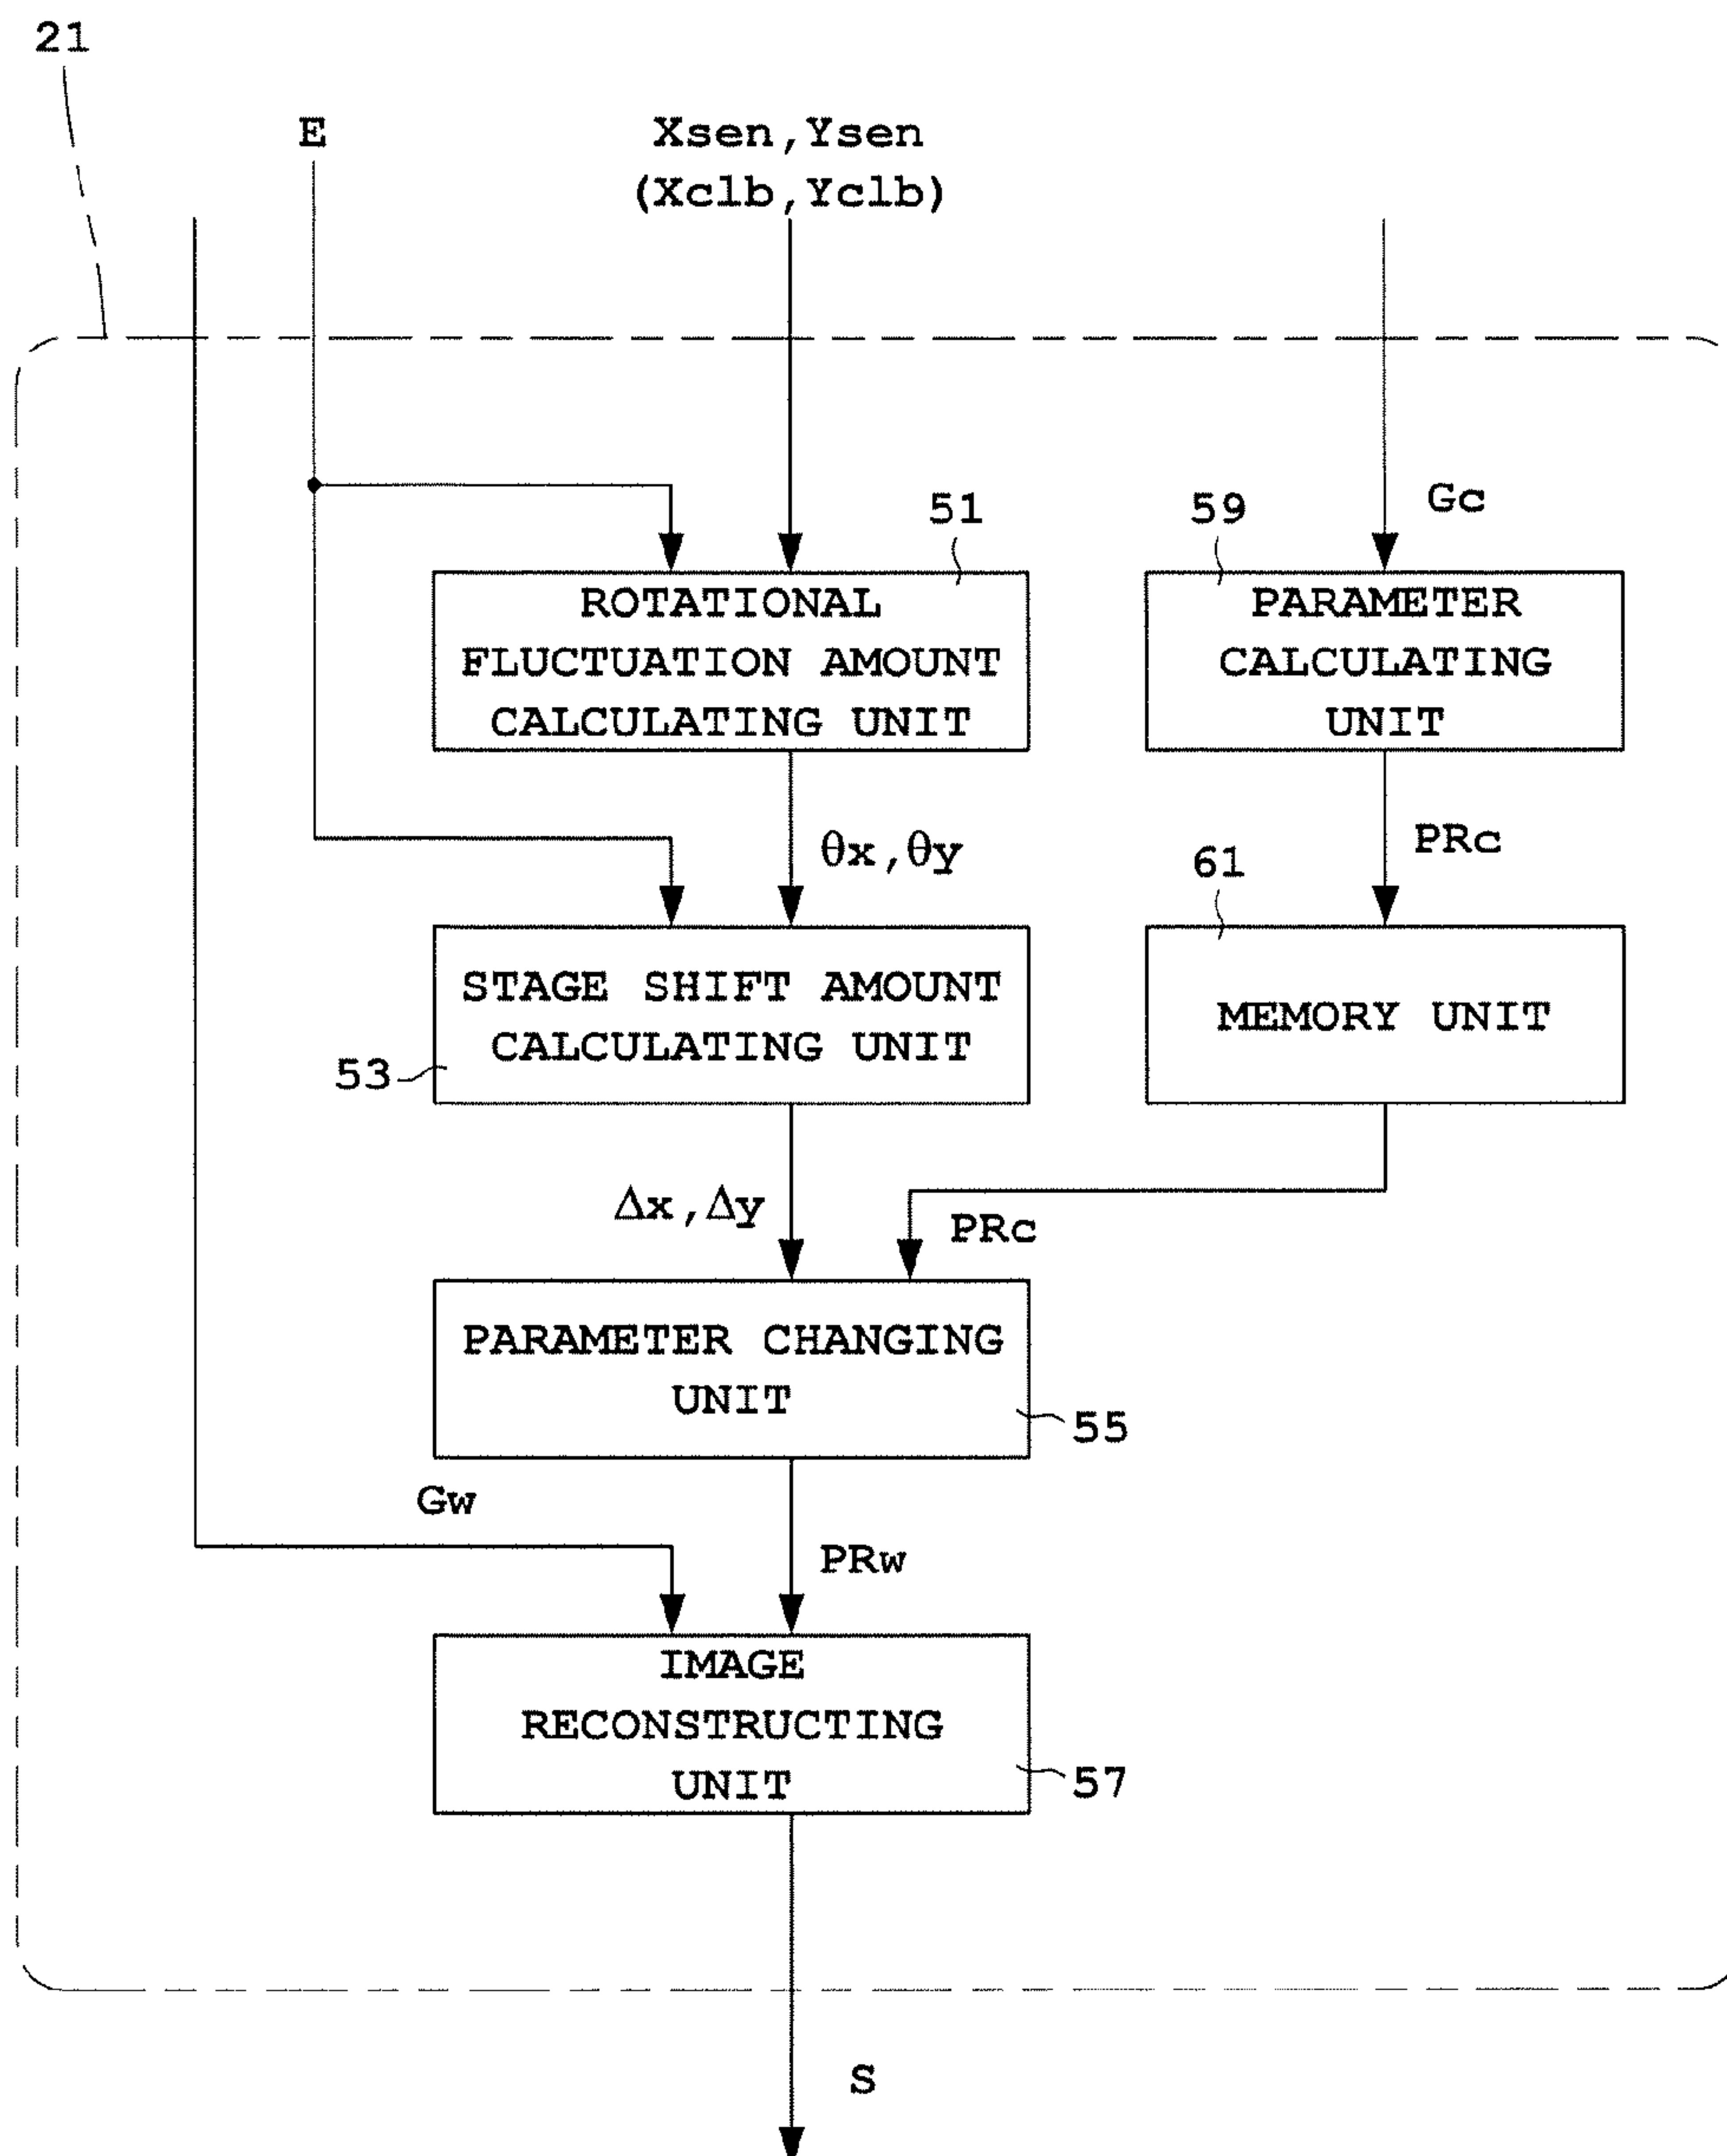 21
E
Xsen,Ysen
(Xclb,Yclb)
Gc
51
59
ROTATIONAL
FLUCTUATION AMOUNT
CALCULATING UNIT
PARAMETER
CALCULATING
UNIT
θx,θy
PRc
61
STAGE SHIFT AMOUNT
CALCULATING UNIT
53
MEMORY UNIT
Δx,Δy
PRc
PARAMETER CHANGING
UNIT
55
Gw
PRw
IMAGE
RECONSTRUCTING
UNIT
57
S